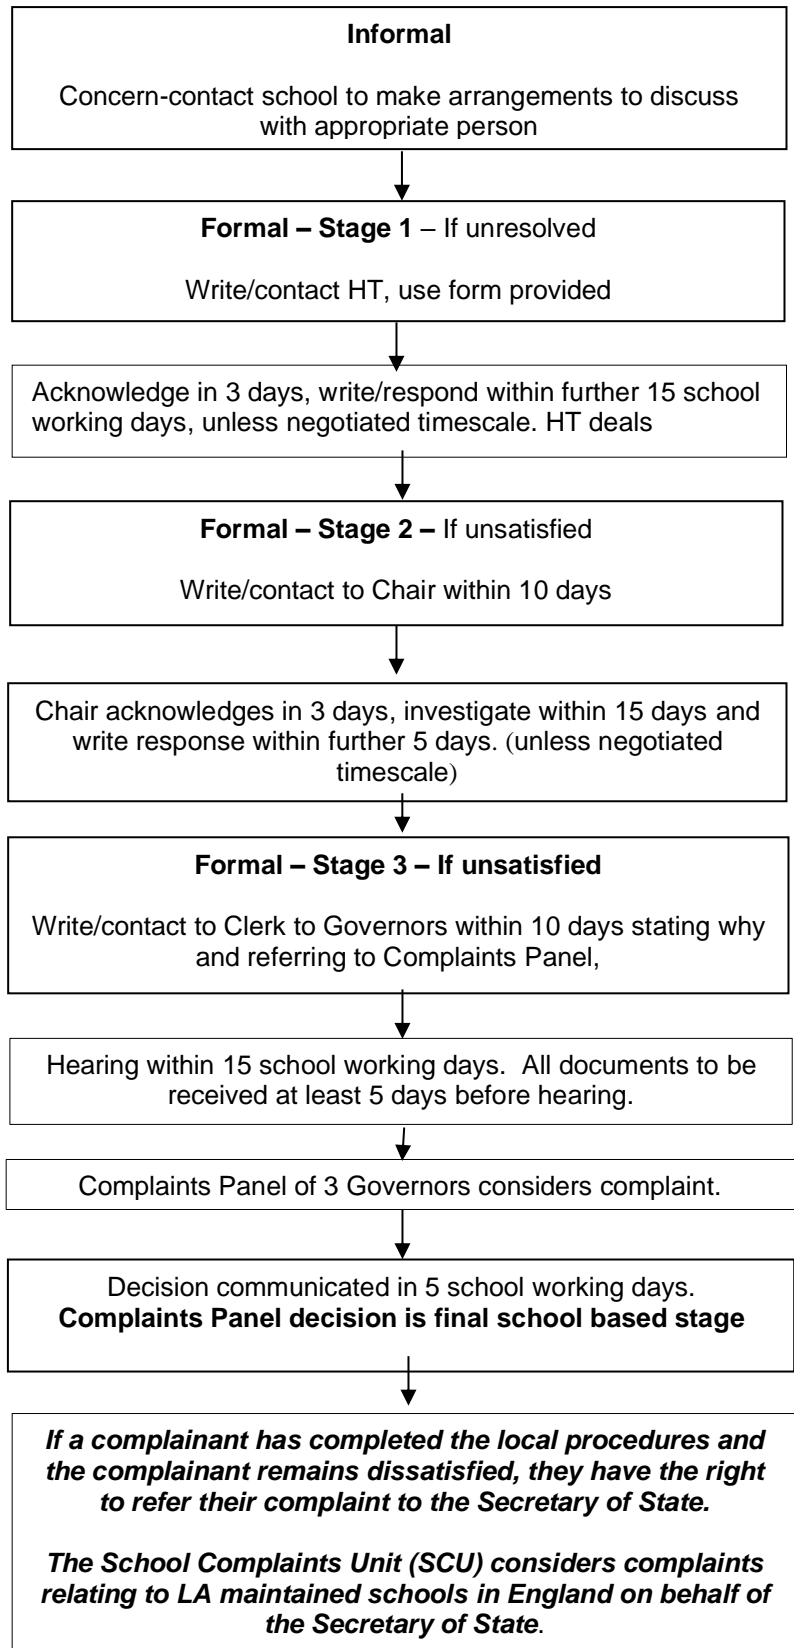 Informal
Concern-contact school to make arrangements to discuss
with appropriate person
Formal – Stage 1 – If unresolved
Write/contact HT, use form provided
Acknowledge in 3 days, write/respond within further 15 school
working days, unless negotiated timescale. HT deals
Formal – Stage 2 – If unsatisfied
Write/contact to Chair within 10 days
Chair acknowledges in 3 days, investigate within 15 days and
write response within further 5 days. (unless negotiated
timescale)
Formal – Stage 3 – If unsatisfied
Write/contact to Clerk to Governors within 10 days stating why
and referring to Complaints Panel,
Hearing within 15 school working days.  All documents to be
received at least 5 days before hearing.
Complaints Panel of 3 Governors considers complaint.
Decision communicated in 5 school working days.
Complaints Panel decision is final school based stage
If a complainant has completed the local procedures and
the complainant remains dissatisfied, they have the right
to refer their complaint to the Secretary of State.
The School Complaints Unit (SCU) considers complaints
relating to LA maintained schools in England on behalf of
the Secretary of State.